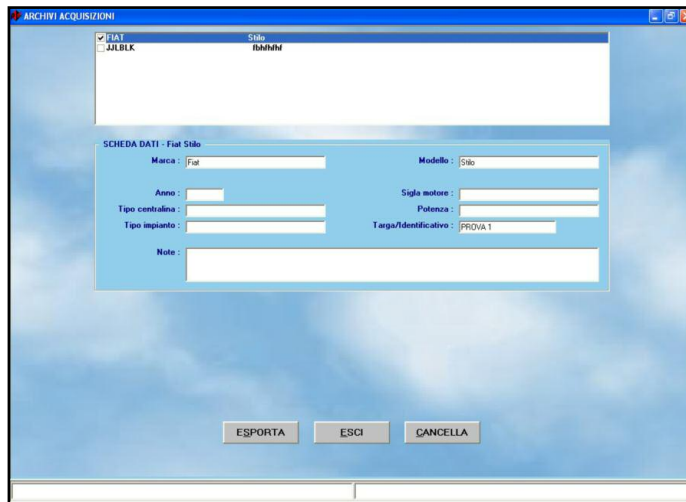 ARCHIVI ACQUISIZIONI
FIAT Stilo
JJLBLK fbhfhfhf
SCHEDA DATI - Fiat Stilo
Marca : Fiat Modello : Stilo
Anno : Sigla motore :
Tipo centralina : Potenza :
Tipo impianto : Targa/Identificativo : PROVA 1
Note :
ESPORTA ESCI CANCELLA